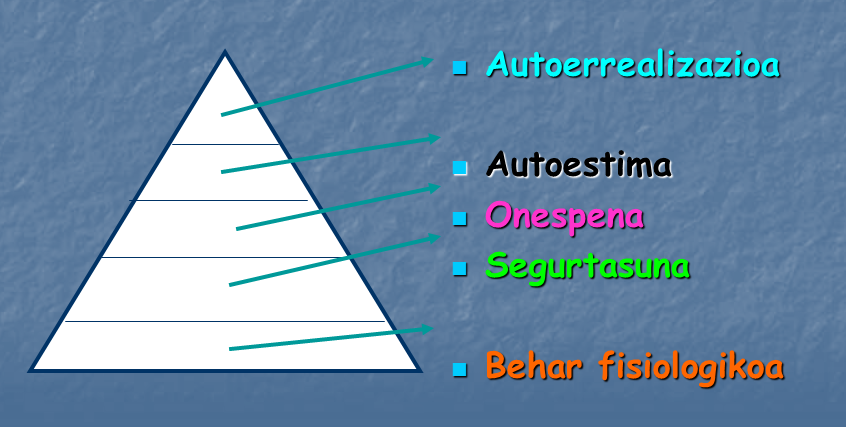 Autoerrealizazioa
Autoestima
Onespena
Segurtasuna
Behar fisiologikoa